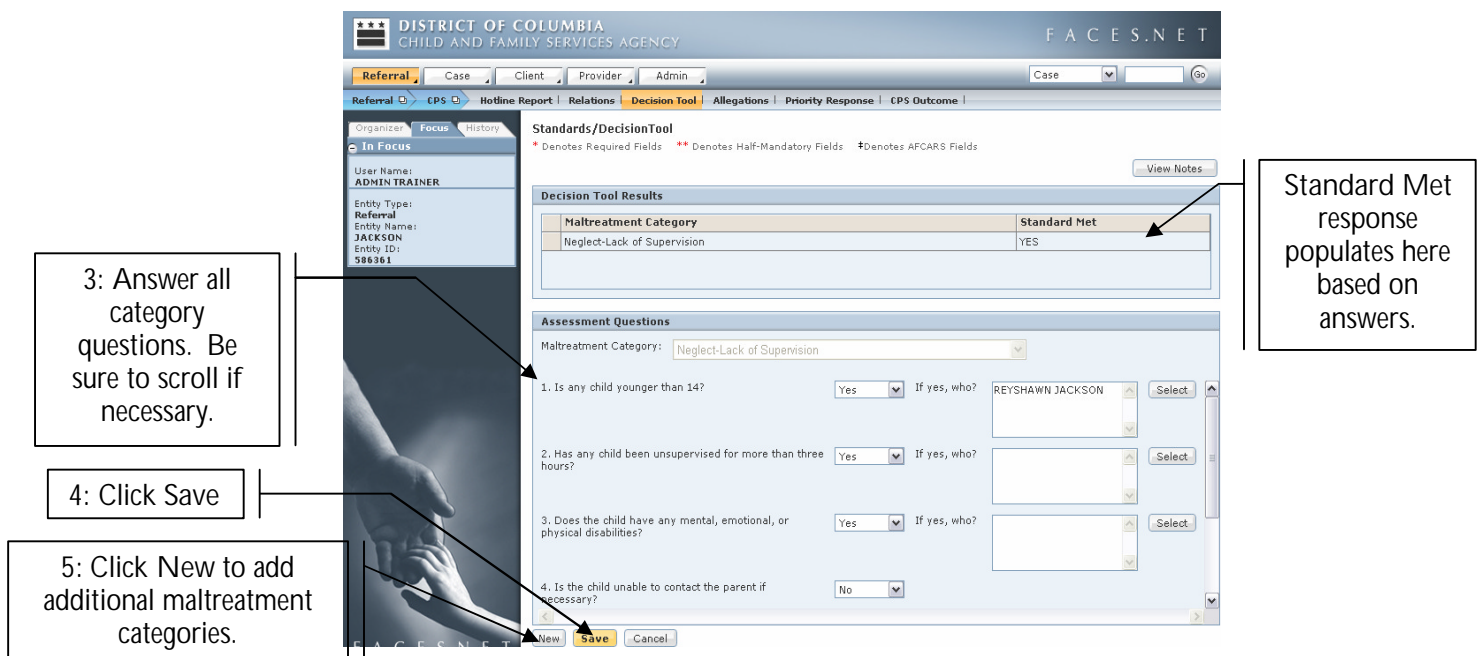 DISTRICT OF COLUMBIA
CHILD AND FAMILY SERVICES AGENCY
FACES.NET
Referral Case Client Provider Admin
Case Go
Referral CPS Hotline Report | Relations | Decision Tool | Allegations | Priority Response | CPS Outcome |
Organizer Focus History
In Focus
User Name:
ADMIN TRAINER
Entity Type:
Referral
Entity Name:
JACKSON
Entity ID:
586361
Standards/DecisionTool
* Denotes Required Fields ** Denotes Half-Mandatory Fields ‡Denotes AFCARS Fields
View Notes
Decision Tool Results
Maltreatment Category Standard Met
Neglect-Lack of Supervision YES
Standard Met
response
populates here
based on
answers.
3: Answer all
category
questions. Be
sure to scroll if
necessary.
Assessment Questions
Maltreatment Category: Neglect-Lack of Supervision
1. Is any child younger than 14? Yes If yes, who? REYSHAWN JACKSON Select
2. Has any child been unsupervised for more than three
hours? Yes If yes, who? Select
3. Does the child have any mental, emotional, or
physical disabilities? Yes If yes, who? Select
4. Is the child unable to contact the parent if
necessary? No
4: Click Save
5: Click New to add
additional maltreatment
categories.
New Save Cancel
FACES.NET